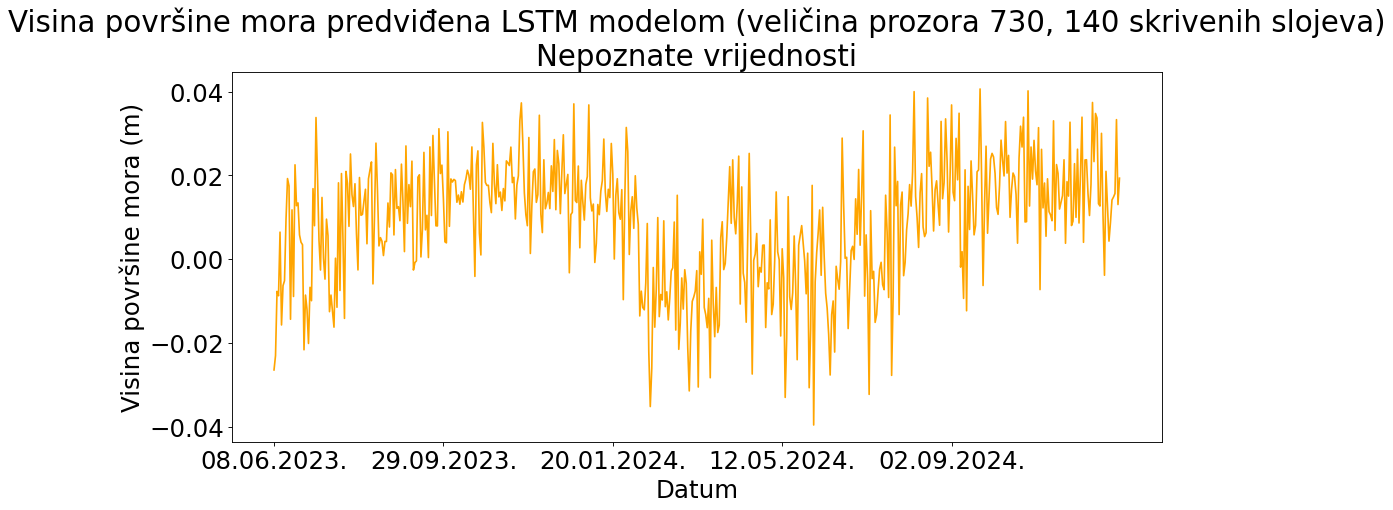 Visina površine mora predviđena LSTM modelom (veličina prozora 730, 140 skrivenih slojeva)
Nepoznate vrijednosti
Visina površine mora (m)
0.04
0.02
0.00
−0.02
−0.04
08.06.2023. 29.09.2023. 20.01.2024. 12.05.2024. 02.09.2024.
Datum